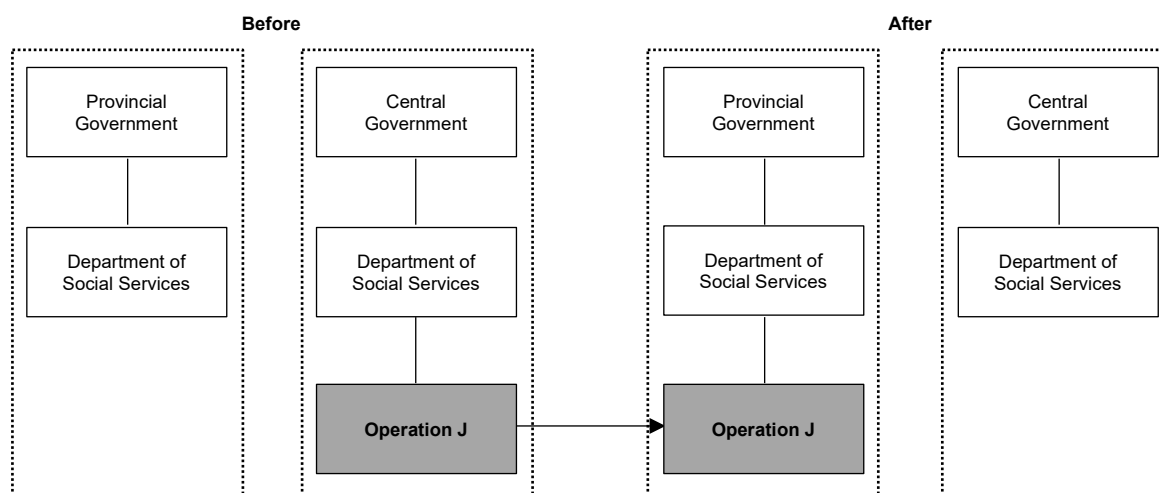 Before
After
Provincial
Government
Central
Government
Provincial
Government
Central
Government
Department of
Social Services
Department of
Social Services
Department of
Social Services
Department of
Social Services
Operation J
Operation J